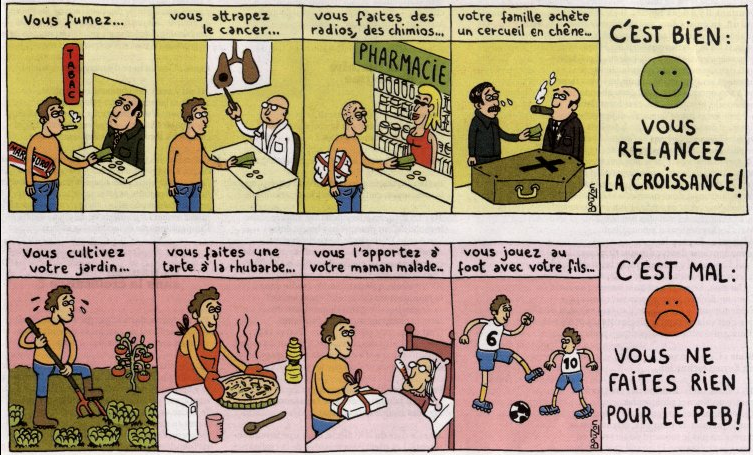 Vous fumez...
TABAC
vous attrapez
le cancer...
vous faites des
radios, des chimios...
PHARMACIE
votre famille achète
un cercueil en chêne...
BAZZON
C'EST BIEN:
VOUS
RELANCEZ
LA CROISSANCE!
Vous cultivez
votre jardin...
vous faites une
tarte à la rhubarbe...
vous l'apportez à
votre maman malade...
vous jouez au
foot avec votre fils...
6
10
C'EST MAL:
VOUS NE
FAITES RIEN
POUR LE PIB!